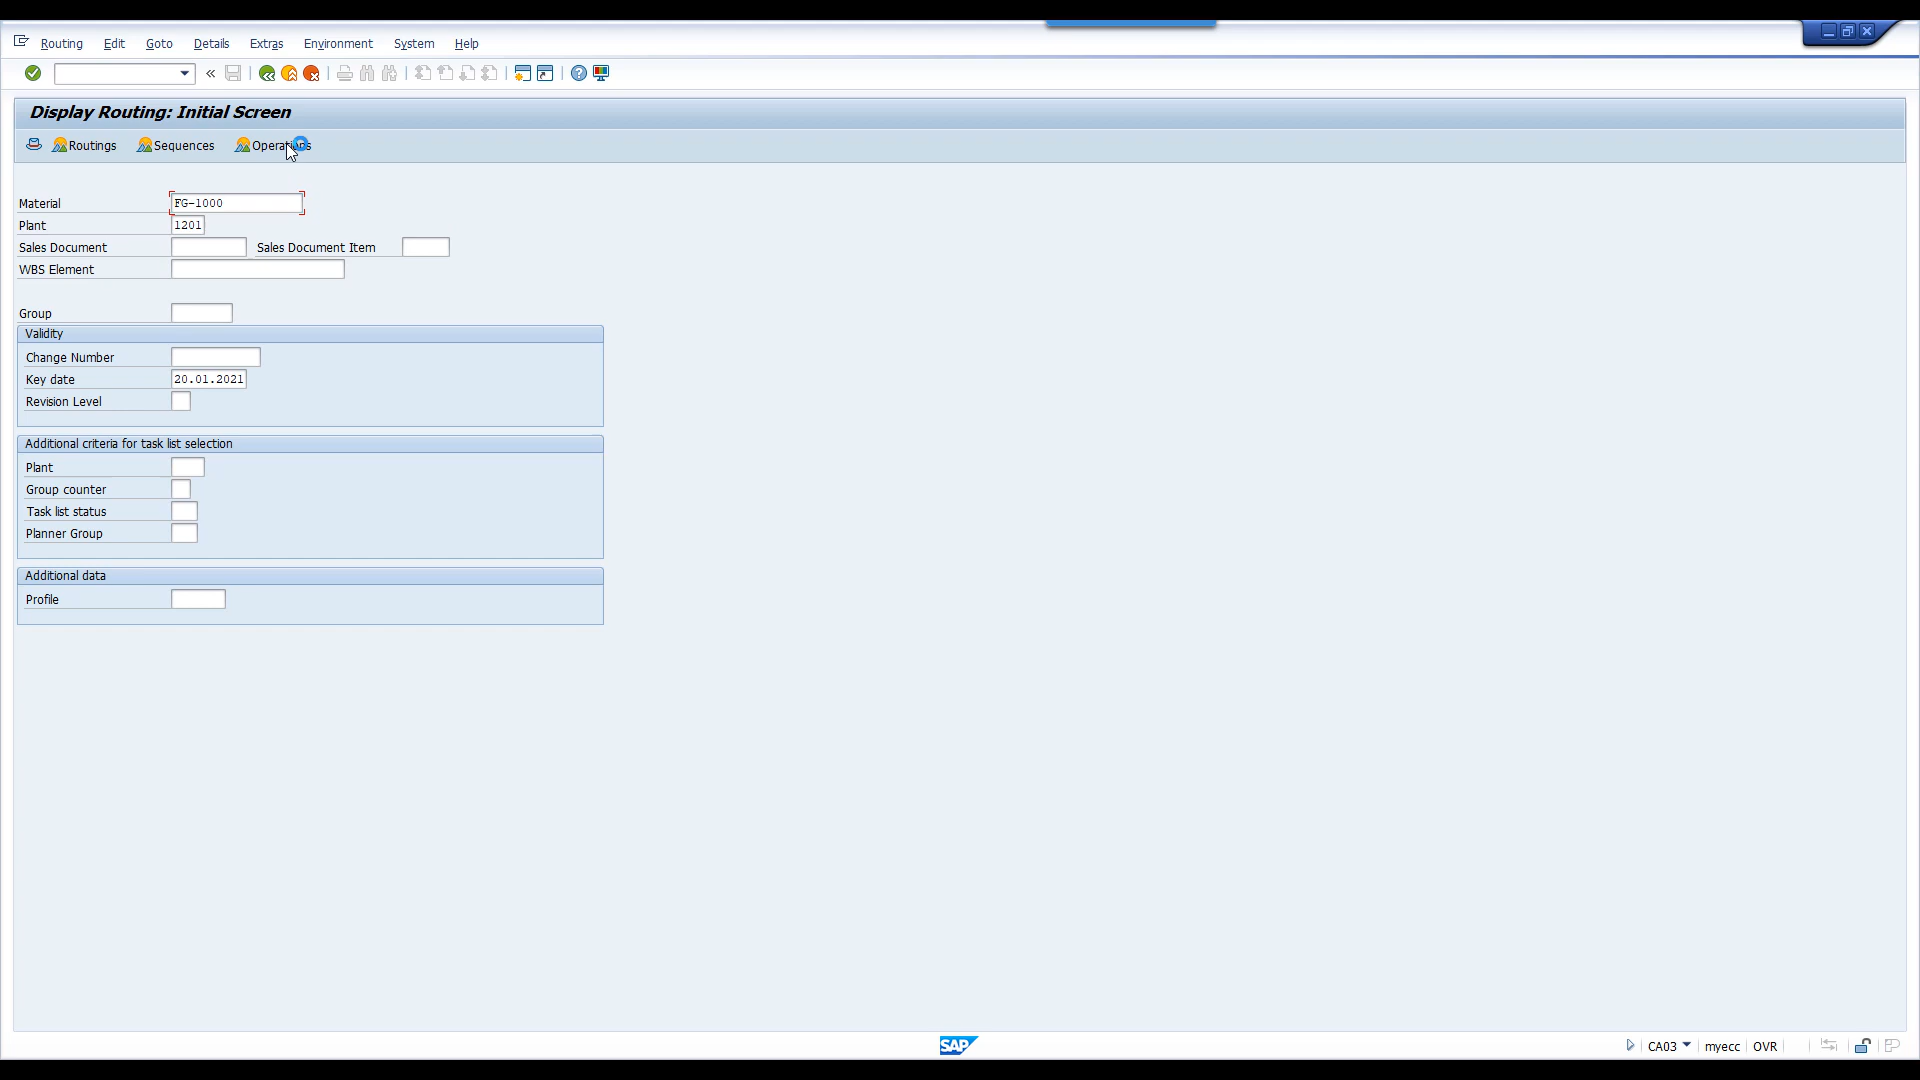 Routing Edit Goto Details Extras Environment System Help
Display Routing: Initial Screen
Routings Sequences Operations
Material FG-1000
Plant 1201
Sales Document Sales Document Item
WBS Element
Group
Validity
Change Number
Key date 20.01.2021
Revision Level
Additional criteria for task list selection
Plant
Group counter
Task list status
Planner Group
Additional data
Profile
SAP CA03 myecc OVR